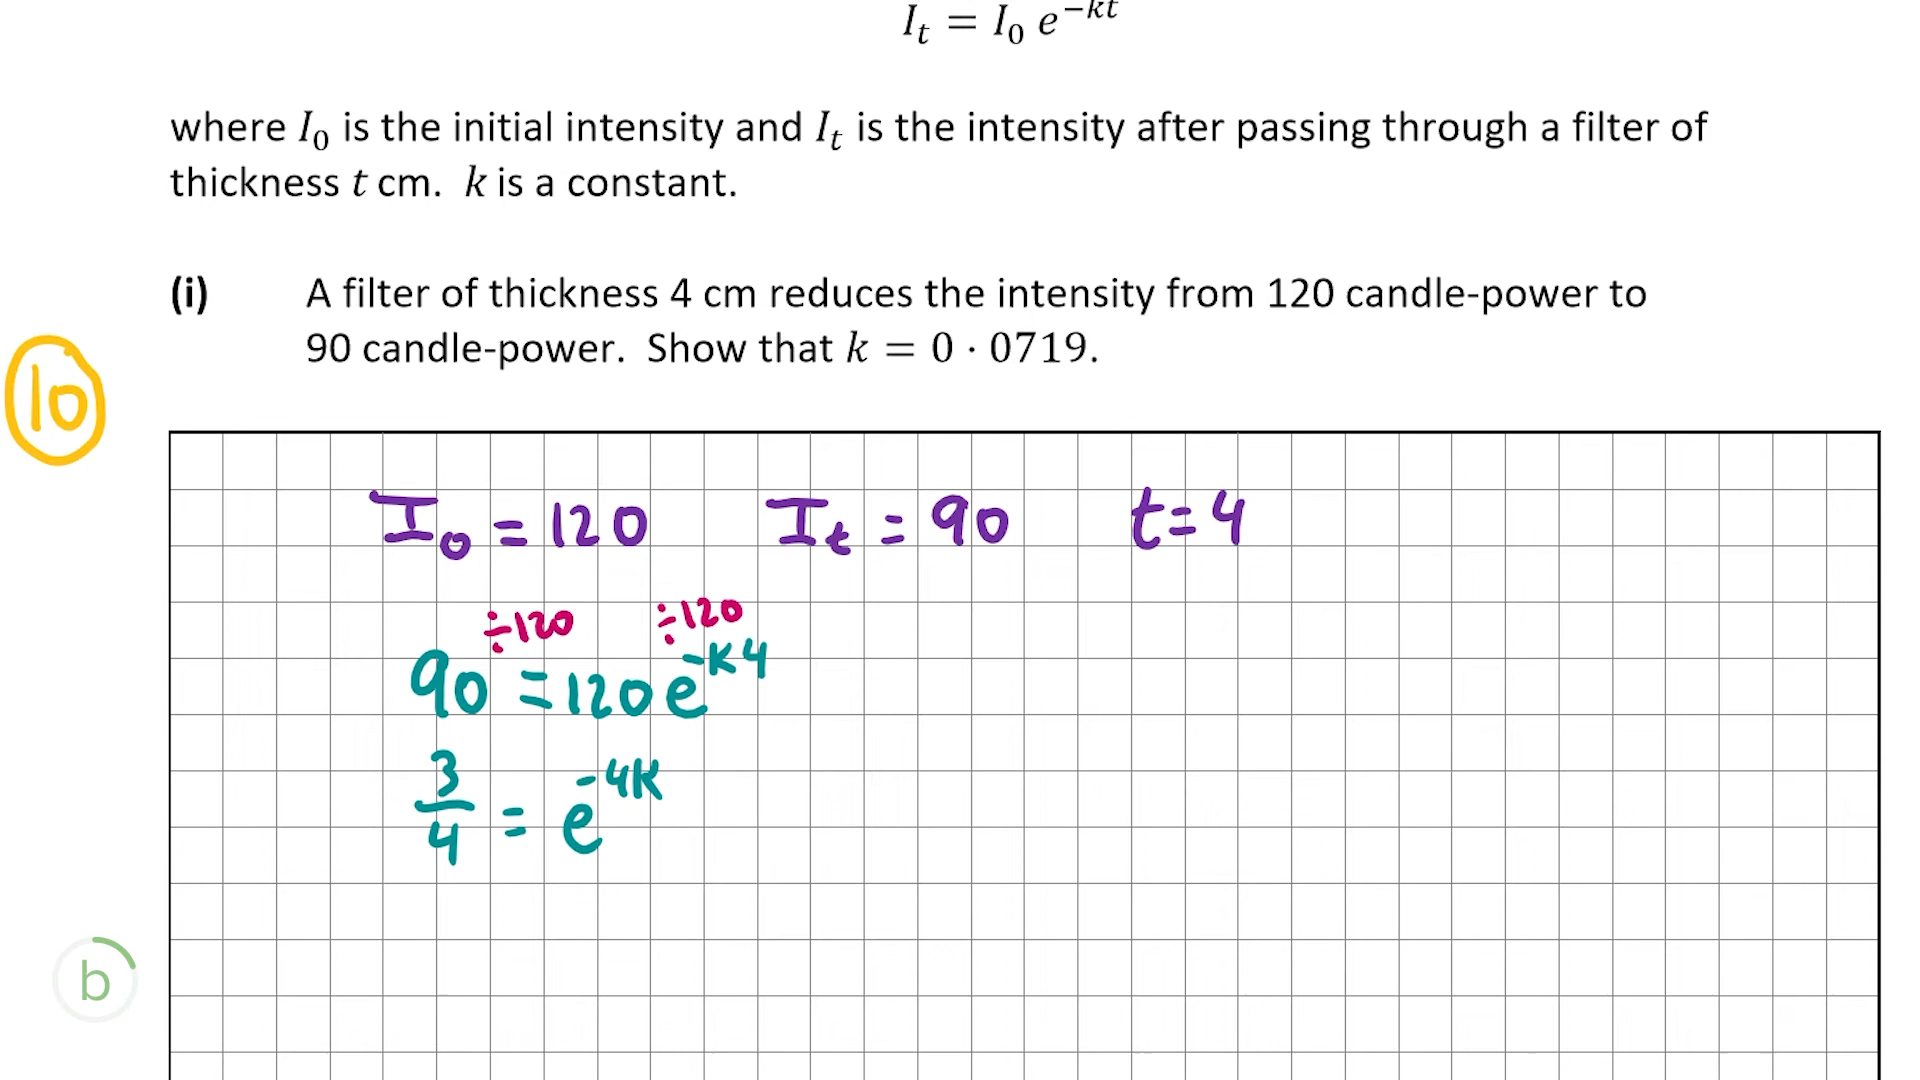 I_t = I_0 e^{-kt}
where I_0 is the initial intensity and I_t is the intensity after passing through a filter of
thickness t cm. k is a constant.
(i) A filter of thickness 4 cm reduces the intensity from 120 candle-power to
90 candle-power. Show that k = 0 · 0719.
10
I_0 = 120 I_t = 90 t = 4
÷120 ÷120
90 = 120 e^{-K4}
3/4 = e^{-4K}
b